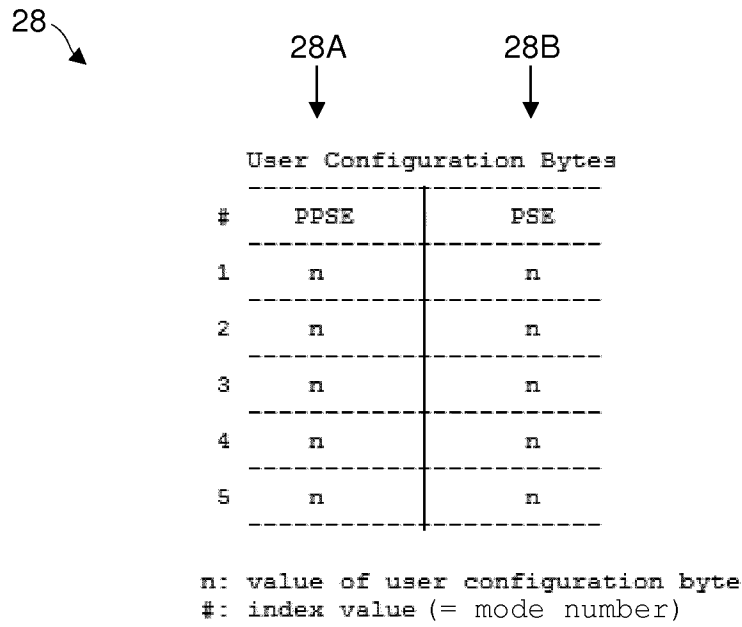 28
28A 28B
User Configuration Bytes
# PPSE PSE
1 n n
2 n n
3 n n
4 n n
5 n n
n: value of user configuration byte
#: index value (= mode number)